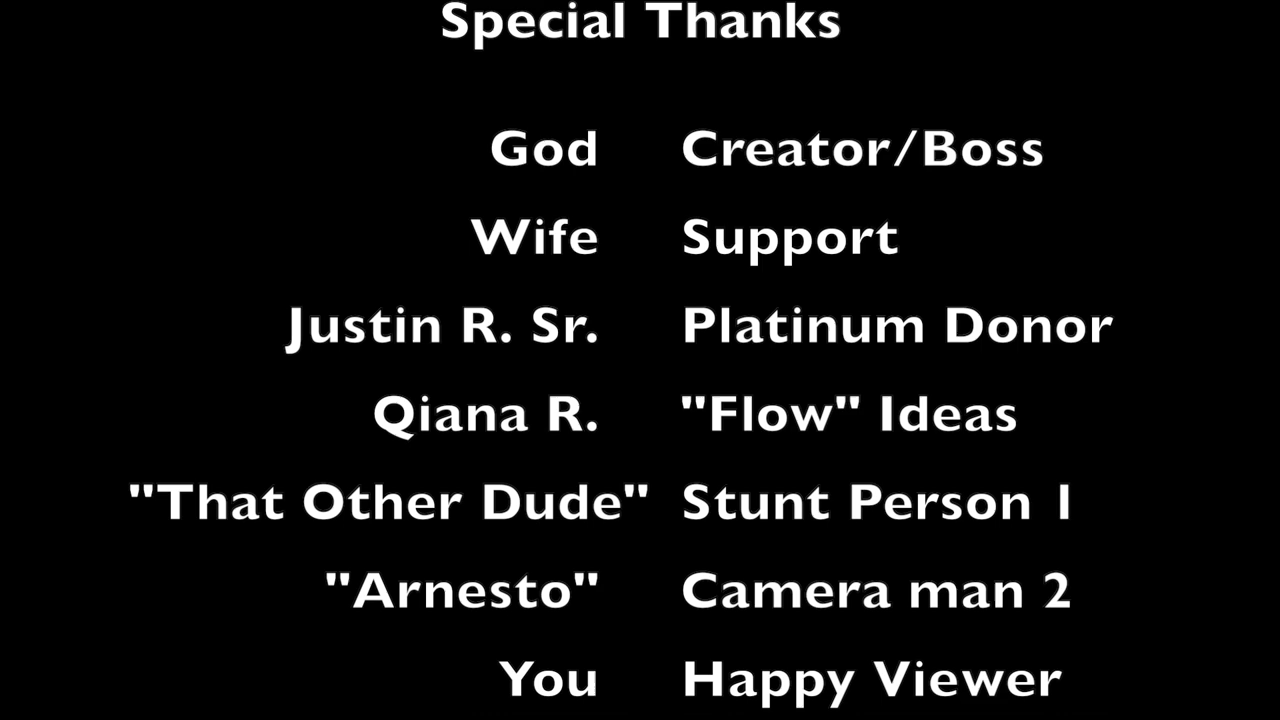 Special Thanks
God Creator/Boss
Wife Support
Justin R. Sr. Platinum Donor
Qiana R. "Flow" Ideas
"That Other Dude" Stunt Person 1
"Arnesto" Camera man 2
You Happy Viewer